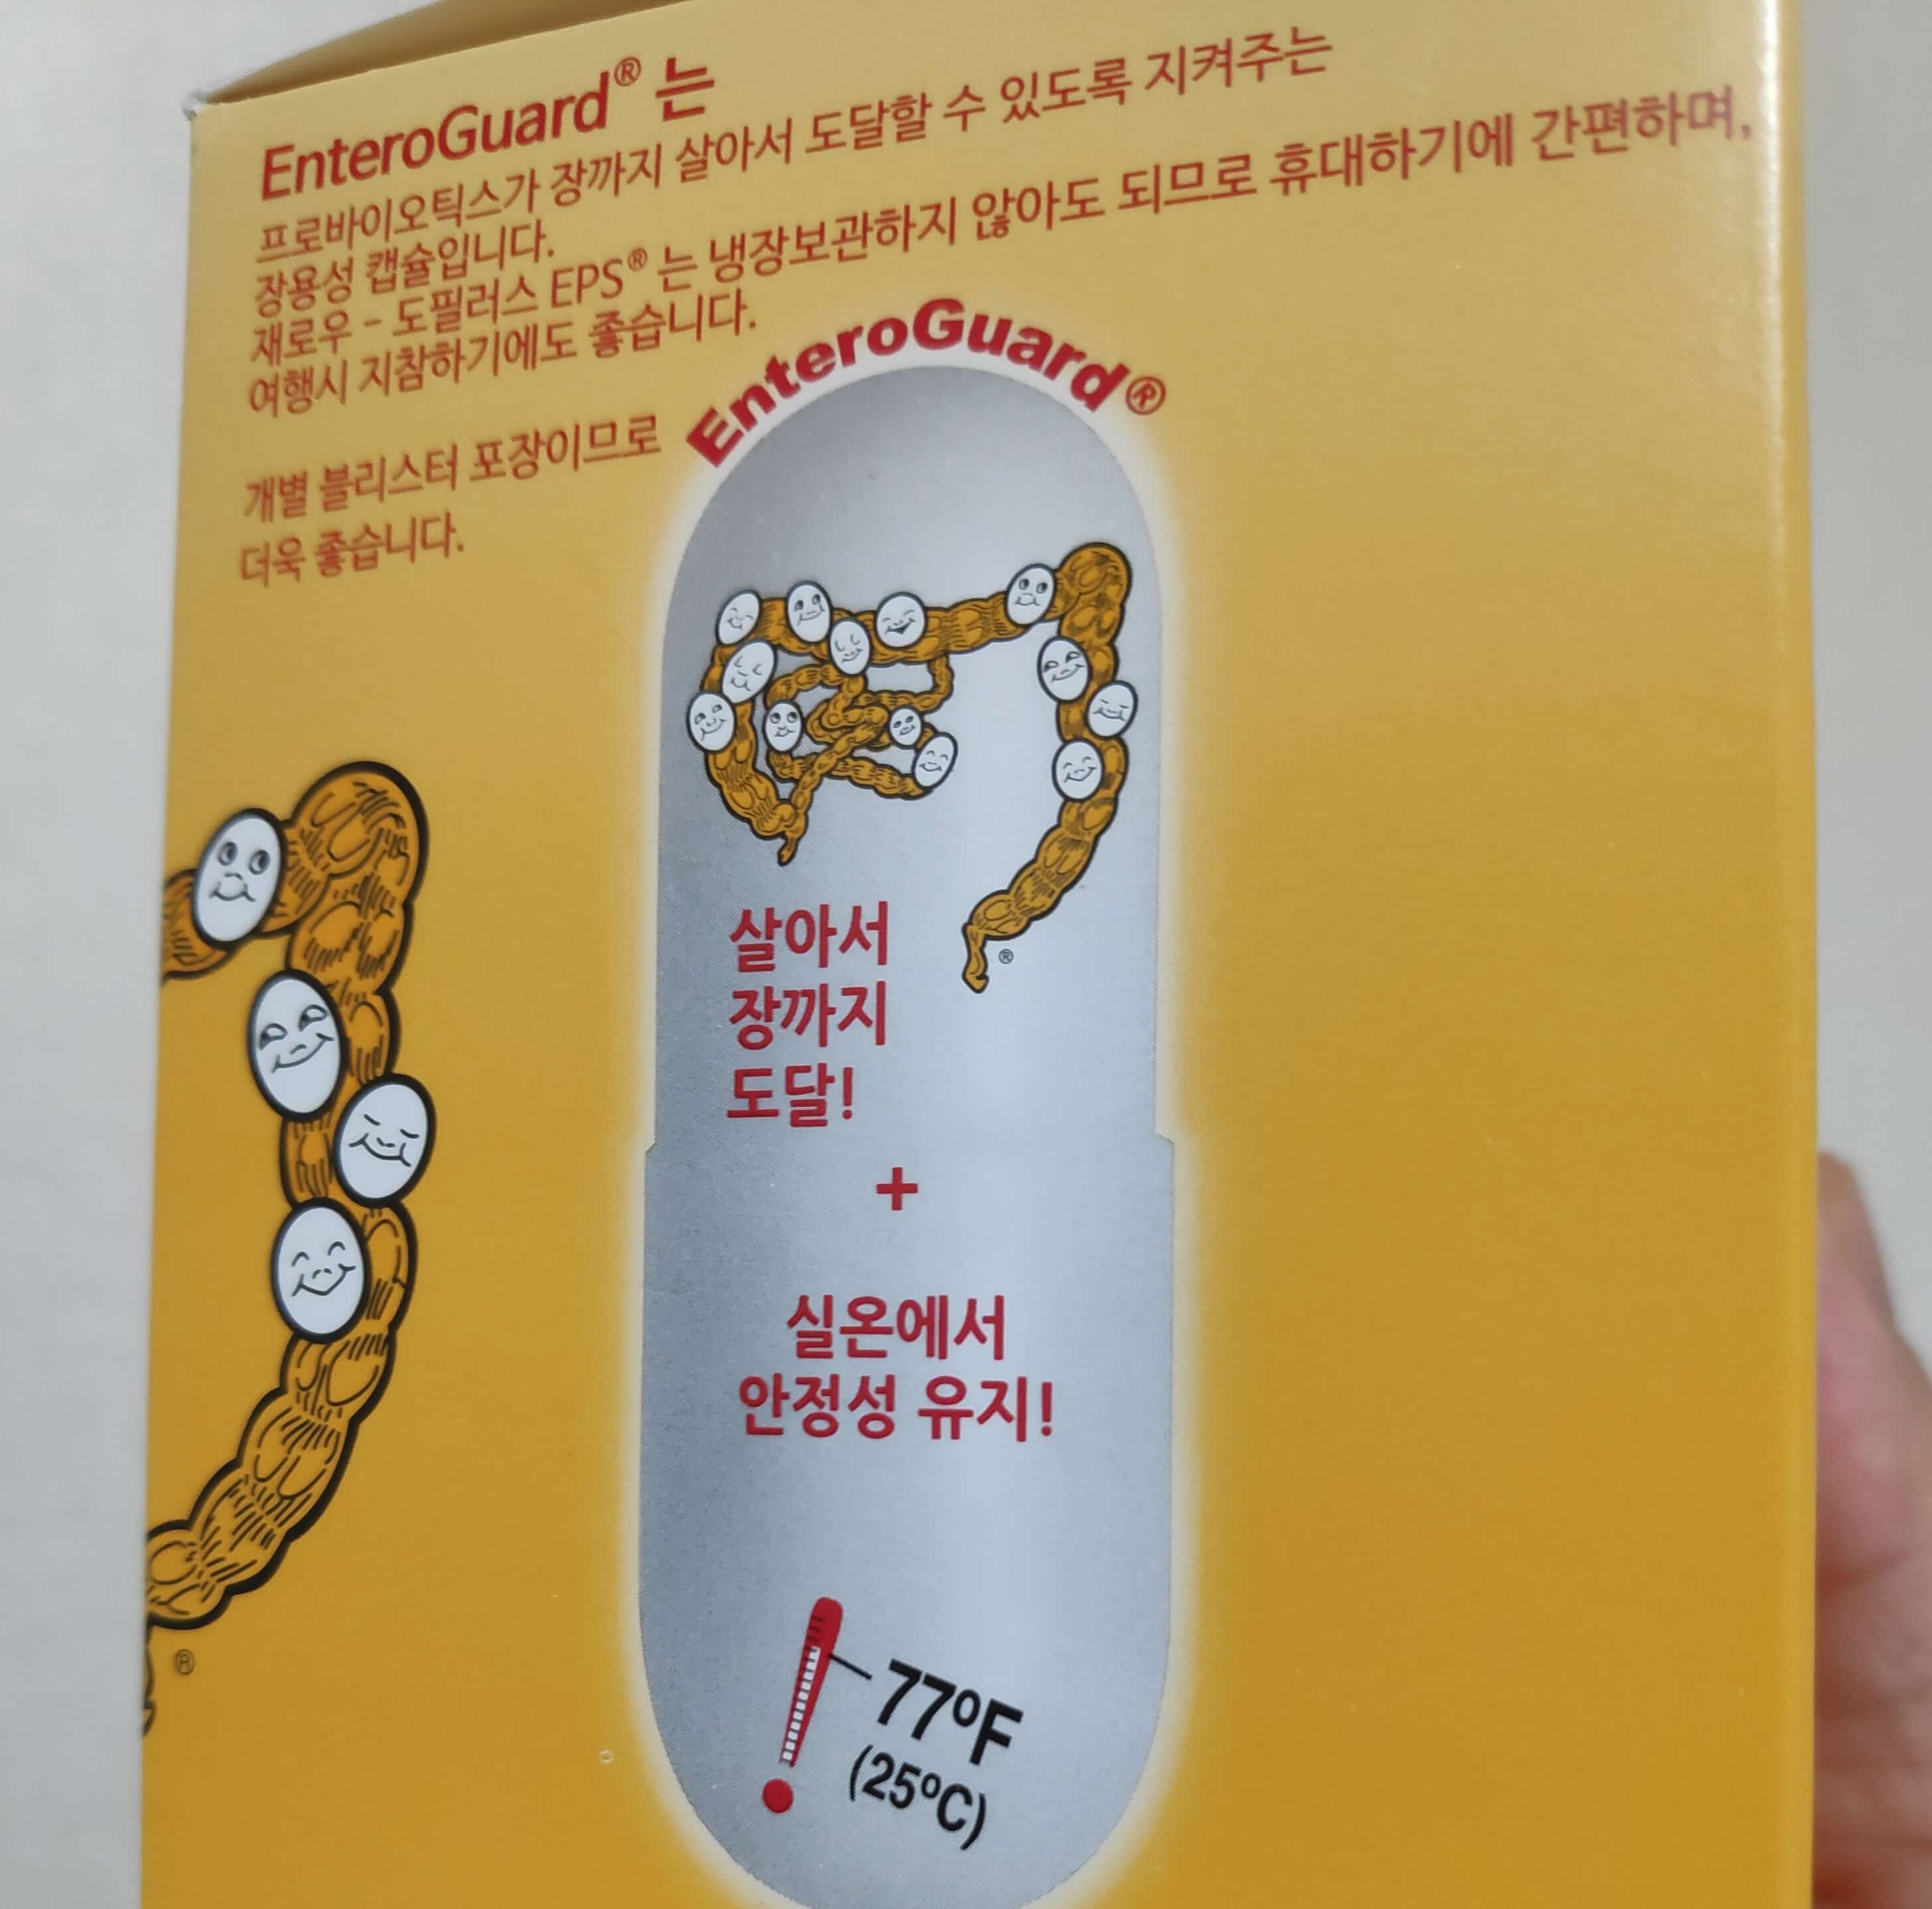 EnteroGuard® 는
프로바이오틱스가 장까지 살아서 도달할 수 있도록 지켜주는
장용성 캡슐입니다.
재로우 - 도필러스 EPS® 는 냉장보관하지 않아도 되므로 휴대하기에 간편하며,
여행시 지참하기에도 좋습니다.
개별 블리스터 포장이므로
더욱 좋습니다.
EnteroGuard®
®
살아서
장까지
도달!
+
실온에서
안정성 유지!
77°F
(25°C)
®